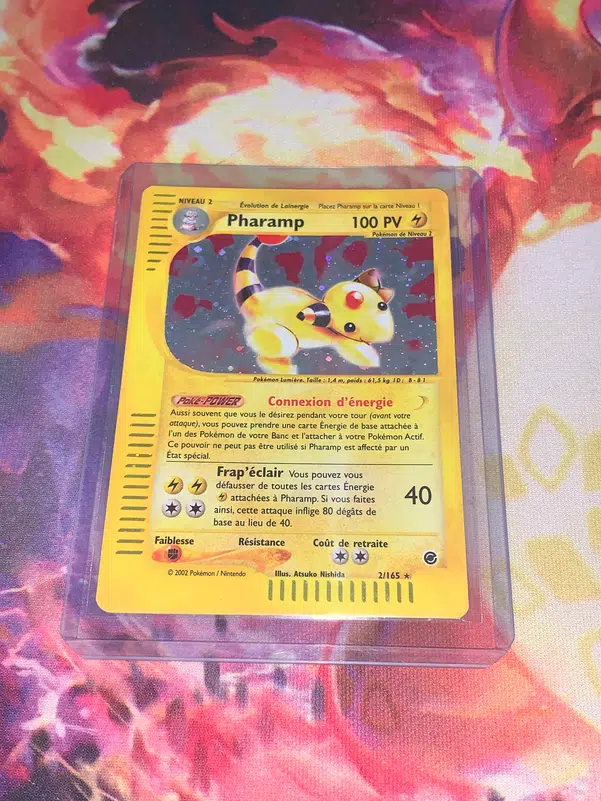 NIVEAU 2 Évolution de Lainergie Placez Pharamp sur la carte Niveau 1
Pharamp 100 PV
Pokémon de Niveau 2
Pokémon Lumière. Taille : 1,4 m, poids : 61,5 kg ID : B - B 1
Poké-POWER Connexion d'énergie
Aussi souvent que vous le désirez pendant votre tour (avant votre
attaque), vous pouvez prendre une carte Énergie de base attachée à
l'un des Pokémon de votre Banc et l'attacher à votre Pokémon Actif.
Ce pouvoir ne peut pas être utilisé si Pharamp est affecté par un
État spécial.
Frap'éclair Vous pouvez vous
défausser de toutes les cartes Énergie
attachées à Pharamp. Si vous faites
ainsi, cette attaque inflige 80 dégâts de
base au lieu de 40.
40
Faiblesse Résistance Coût de retraite
© 2002 Pokémon / Nintendo Illus. Atsuko Nishida 2/165